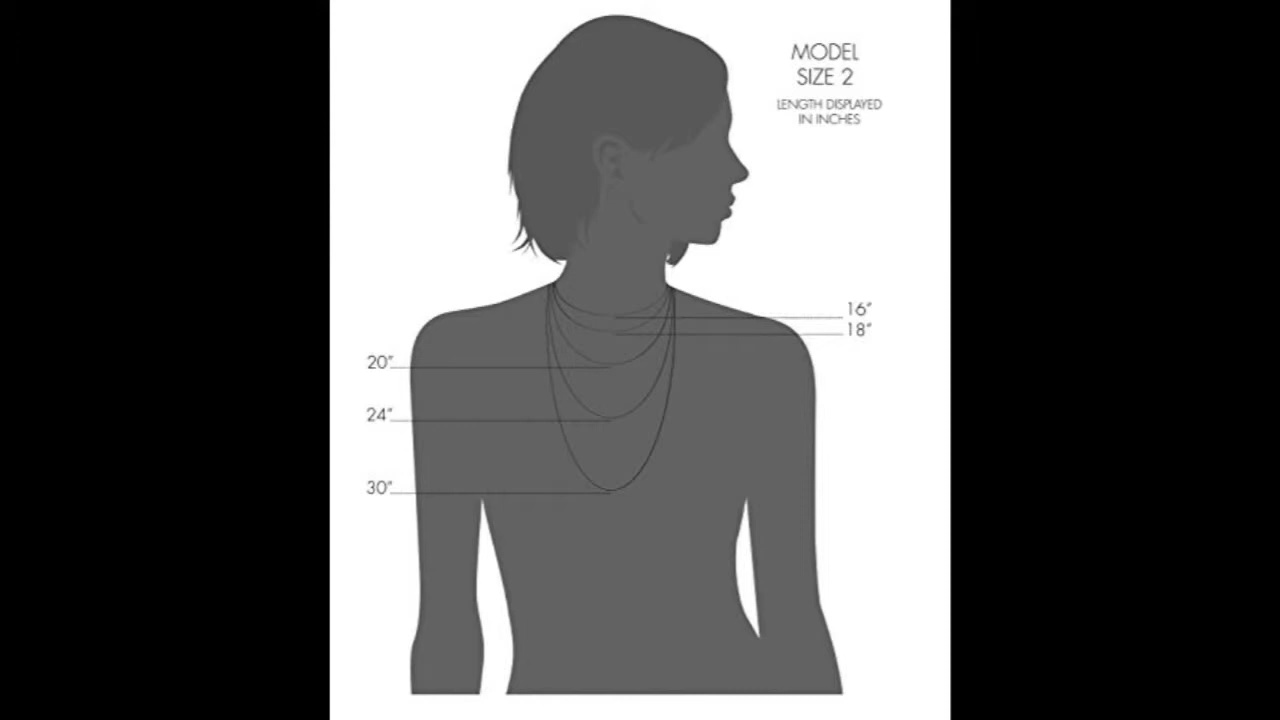 MODEL
SIZE 2
LENGTH DISPLAYED
IN INCHES
16"
18"
20"
24"
30"